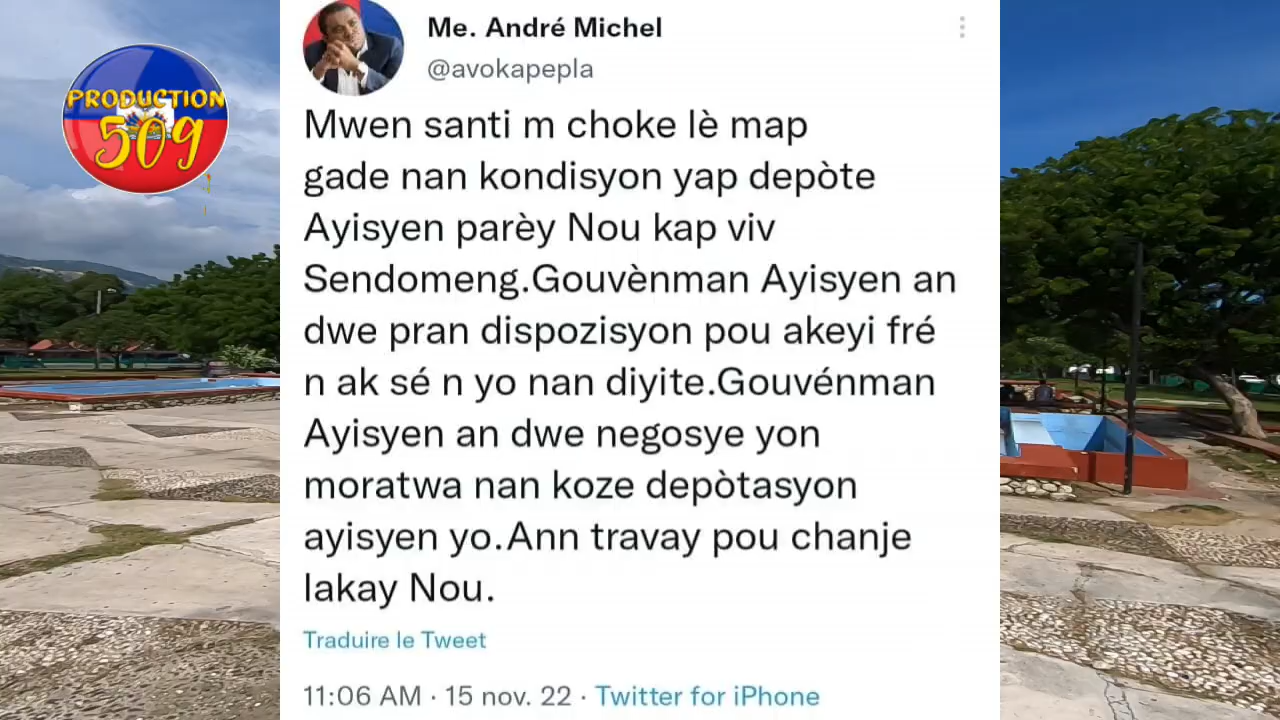 PRODUCTION
509
Me. André Michel
@avokapepla
Mwen santi m choke lè map
gade nan kondisyon yap depòte
Ayisyen parèy Nou kap viv
Sendomeng.Gouvènman Ayisyen an
dwe pran dispozisyon pou akeyi fré
n ak sé n yo nan diyite.Gouvénman
Ayisyen an dwe negosye yon
moratwa nan koze depòtasyon
ayisyen yo.Ann travay pou chanje
lakay Nou.
Traduire le Tweet
11:06 AM · 15 nov. 22 · Twitter for iPhone